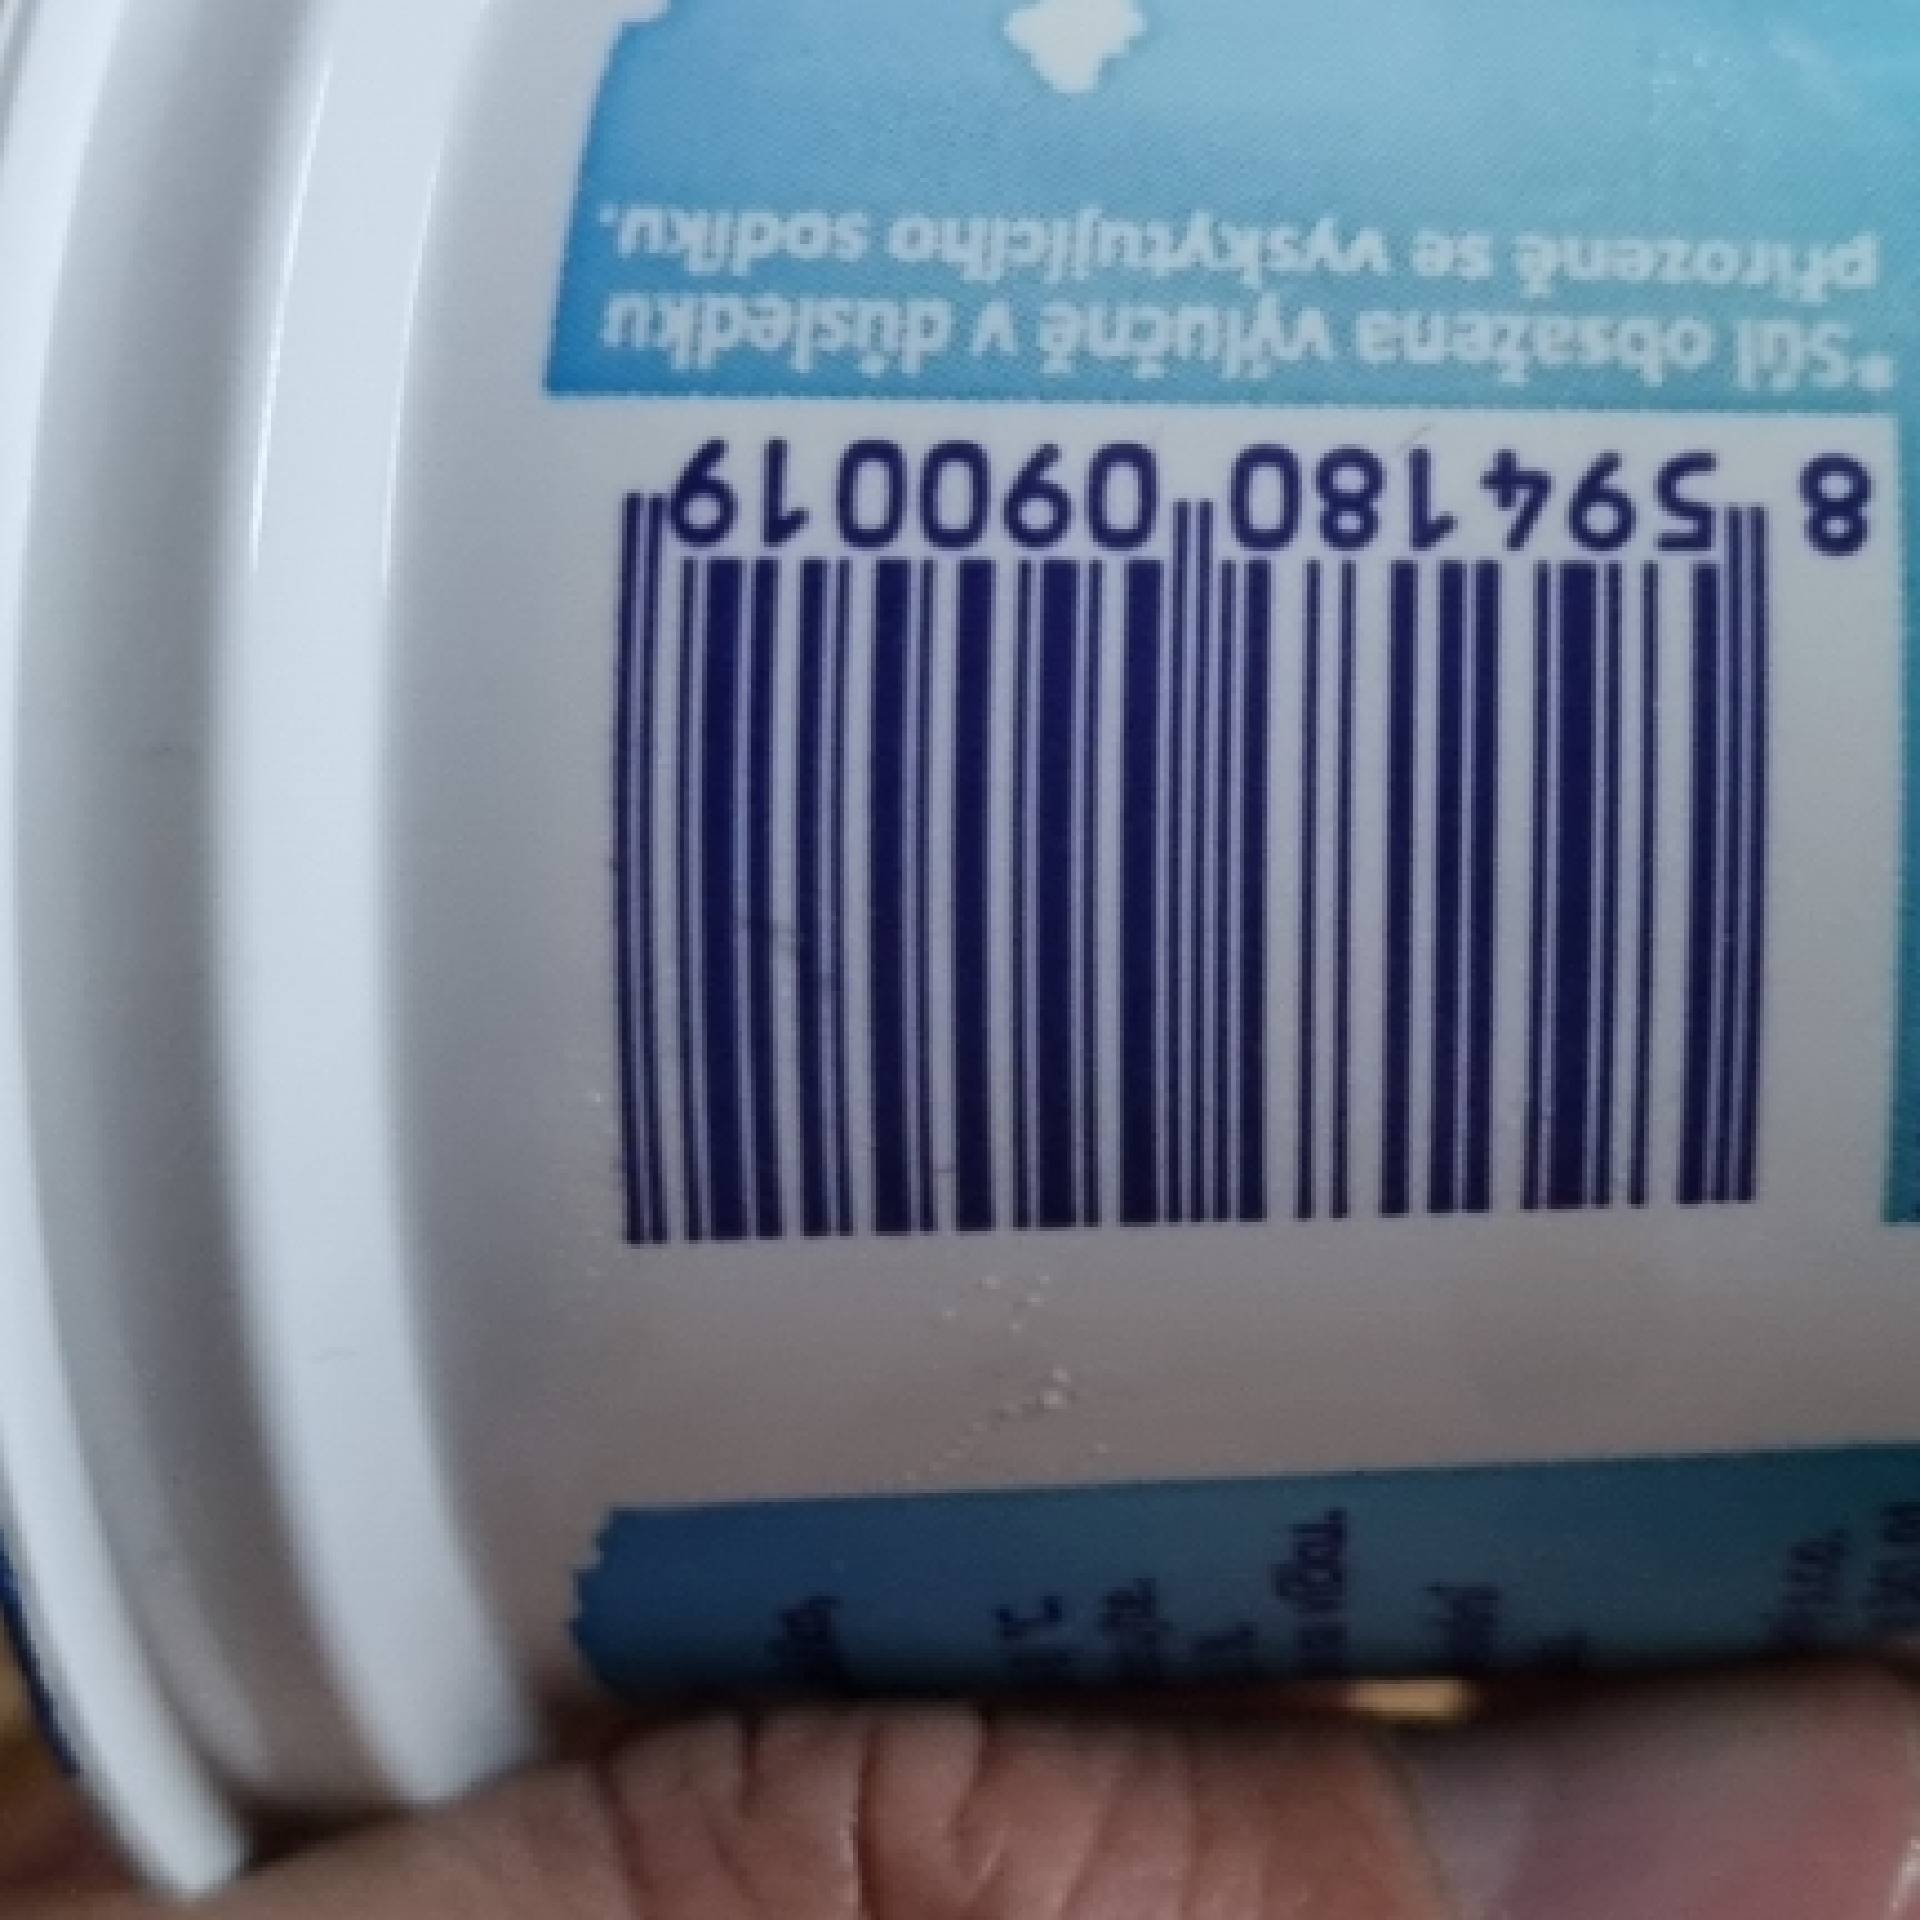 *Sůl obsažena výlučně v důsledku
přirozeně se vyskytujícího sodíku.
8 594180 090019